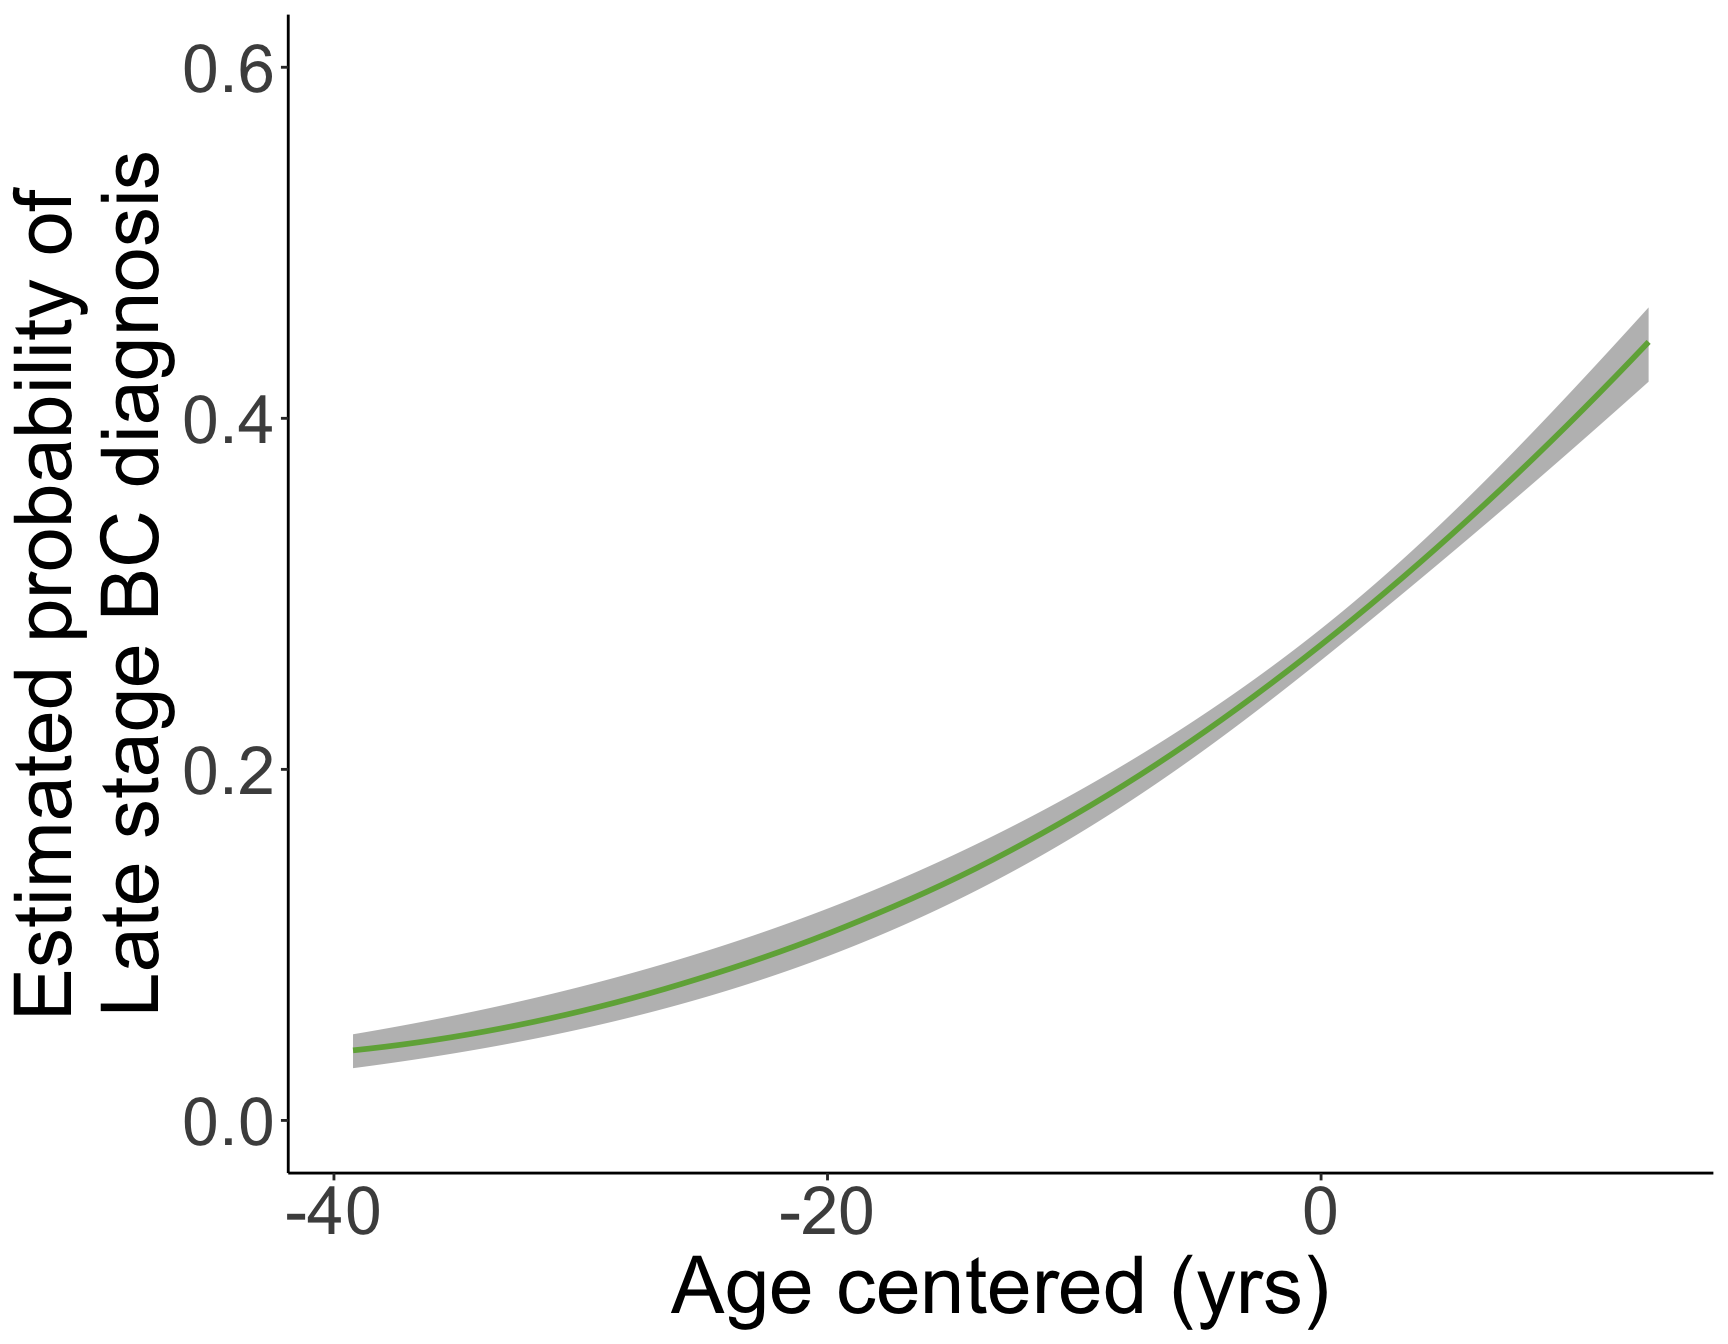 Estimated probability of
Late stage BC diagnosis
0.6
0.4
0.2
0.0
-40
-20
0
Age centered (yrs)